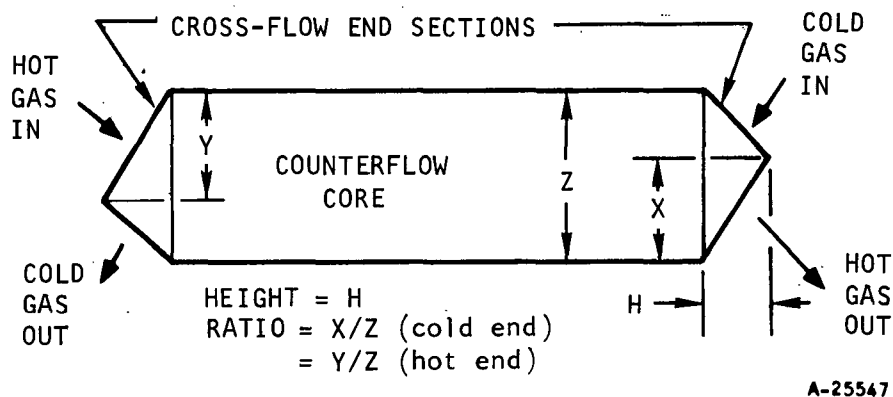 CROSS-FLOW END SECTIONS
HOT
GAS
IN
COLD
GAS
IN
Y
COUNTERFLOW
CORE
Z
X
COLD
GAS
OUT
HEIGHT = H
RATIO = X/Z (cold end)
= Y/Z (hot end)
H
HOT
GAS
OUT
A-25547